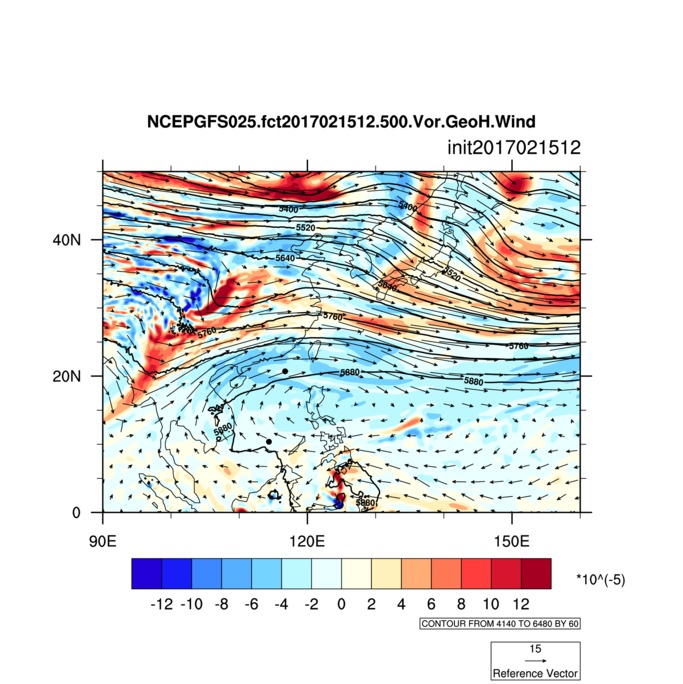 NCEPGFS025.fct2017021512.500.Vor.GeoH.Wind
init2017021512
5400
5400
5520
40N
5640
5520
5640
5760
5760
5760
20N
5880
5880
5880
5880
0
90E 120E 150E
-12 -10 -8 -6 -4 -2 0 2 4 6 8 10 12
*10^(-5)
CONTOUR FROM 4140 TO 6480 BY 60
15
Reference Vector